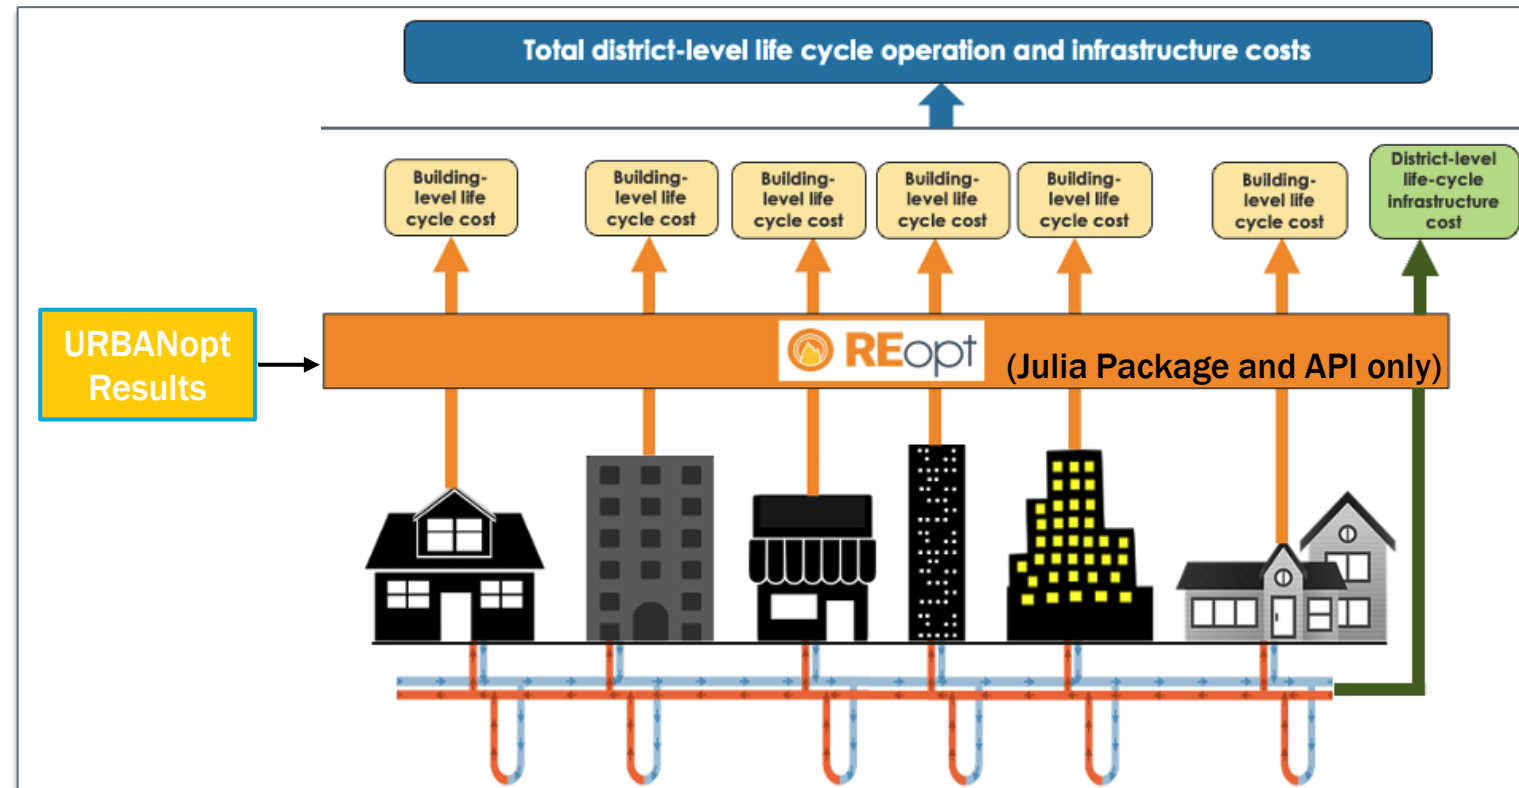 Total district-level life cycle operation and infrastructure costs
Building-
level life
cycle cost
Building-
level life
cycle cost
Building-
level life
cycle cost
Building-
level life
cycle cost
Building-
level life
cycle cost
Building-
level life
cycle cost
District-level
life-cycle
infrastructure
cost
URBANopt
Results
REopt
(Julia Package and API only)